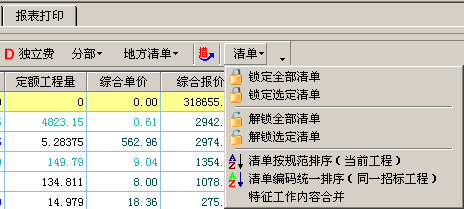 报表打印
D 独立费 分部 地方清单 造 清单
定额工程量 综合单价 综合报价
0 0.00 318655.
4823.15 0.61 2942.
5.28375 562.96 2974.
149.79 9.04 1354.
134.811 8.00 1078.
14.979 18.36 275.
锁定全部清单
锁定选定清单
解锁全部清单
解锁选定清单
清单按规范排序(当前工程)
清单编码统一排序(同一招标工程)
特征工作内容合并